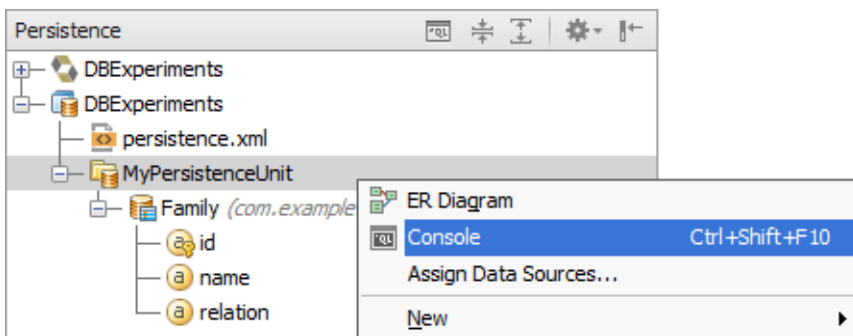 Persistence
DBExperiments
DBExperiments
persistence.xml
MyPersistenceUnit
ER Diagram
Family (com.example
Console Ctrl+Shift+F10
id
name
Assign Data Sources...
relation
New